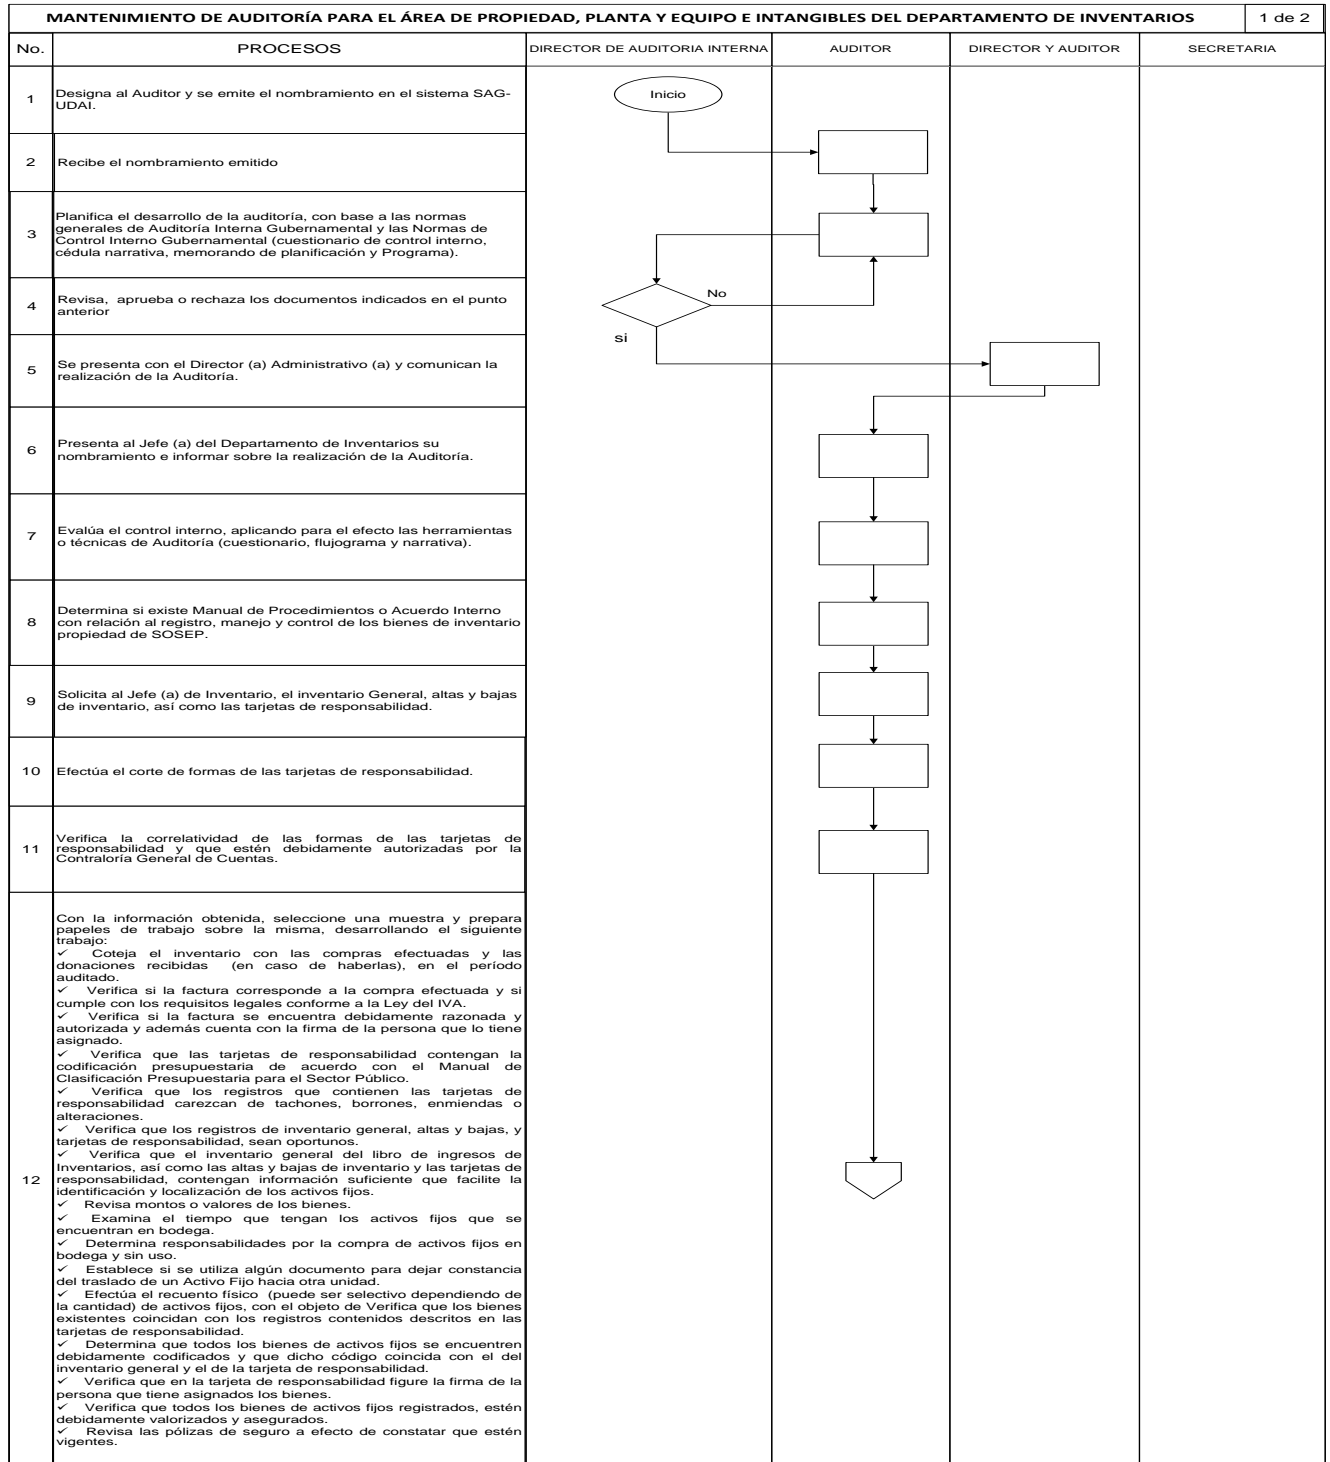 MANTENIMIENTO DE AUDITORÍA PARA EL ÁREA DE PROPIEDAD, PLANTA Y EQUIPO E INTANGIBLES DEL DEPARTAMENTO DE INVENTARIOS
1 de 2
No.
PROCESOS
DIRECTOR DE AUDITORIA INTERNA
AUDITOR
DIRECTOR Y AUDITOR
SECRETARIA
1
Designa al Auditor y se emite el nombramiento en el sistema SAG-
UDAI.
Inicio
2
Recibe el nombramiento emitido
3
Planifica el desarrollo de la auditoría, con base a las normas
generales de Auditoría Interna Gubernamental y las Normas de
Control Interno Gubernamental (cuestionario de control interno,
cédula narrativa, memorando de planificación y Programa).
4
Revisa,  aprueba o rechaza los documentos indicados en el punto
anterior
No
si
5
Se presenta con el Director (a) Administrativo (a) y comunican la
realización de la Auditoría.
6
Presenta al Jefe (a) del Departamento de Inventarios su
nombramiento e informar sobre la realización de la Auditoría.
7
Evalúa el control interno, aplicando para el efecto las herramientas
o técnicas de Auditoría (cuestionario, flujograma y narrativa).
8
Determina si existe Manual de Procedimientos o Acuerdo Interno
con relación al registro, manejo y control de los bienes de inventario
propiedad de SOSEP.
9
Solicita al Jefe (a) de Inventario, el inventario General, altas y bajas
de inventario, así como las tarjetas de responsabilidad.
10
Efectúa el corte de formas de las tarjetas de responsabilidad.
11
Verifica la correlatividad de las formas de las tarjetas de
responsabilidad y que estén debidamente autorizadas por la
Contraloría General de Cuentas.
12
Con la información obtenida, seleccione una muestra y prepara
papeles de trabajo sobre la misma, desarrollando el siguiente
trabajo:
✓ Coteja el inventario con las compras efectuadas y las
donaciones recibidas (en caso de haberlas), en el período
auditado.
✓ Verifica si la factura corresponde a la compra efectuada y si
cumple con los requisitos legales conforme a la Ley del IVA.
✓ Verifica si la factura se encuentra debidamente razonada y
autorizada y además cuenta con la firma de la persona que lo tiene
asignado.
✓ Verifica que las tarjetas de responsabilidad contengan la
codificación presupuestaria de acuerdo con el Manual de
Clasificación Presupuestaria para el Sector Público.
✓ Verifica que los registros que contienen las tarjetas de
responsabilidad carezcan de tachones, borrones, enmiendas o
alteraciones.
✓ Verifica que los registros de inventario general, altas y bajas, y
tarjetas de responsabilidad, sean oportunos.
✓ Verifica que el inventario general del libro de ingresos de
Inventarios, así como las altas y bajas de inventario y las tarjetas de
responsabilidad, contengan información suficiente que facilite la
identificación y localización de los activos fijos.
✓ Revisa montos o valores de los bienes.
✓ Examina el tiempo que tengan los activos fijos que se
encuentran en bodega.
✓ Determina responsabilidades por la compra de activos fijos en
bodega y sin uso.
✓ Establece si se utiliza algún documento para dejar constancia
del traslado de un Activo Fijo hacia otra unidad.
✓ Efectúa el recuento físico (puede ser selectivo dependiendo de
la cantidad) de activos fijos, con el objeto de Verifica que los bienes
existentes coincidan con los registros contenidos descritos en las
tarjetas de responsabilidad.
✓ Determina que todos los bienes de activos fijos se encuentren
debidamente codificados y que dicho código coincida con el del
inventario general y el de la tarjeta de responsabilidad.
✓ Verifica que en la tarjeta de responsabilidad figure la firma de la
persona que tiene asignados los bienes.
✓ Verifica que todos los bienes de activos fijos registrados, estén
debidamente valorizados y asegurados.
✓ Revisa las pólizas de seguro a efecto de constatar que estén
vigentes.